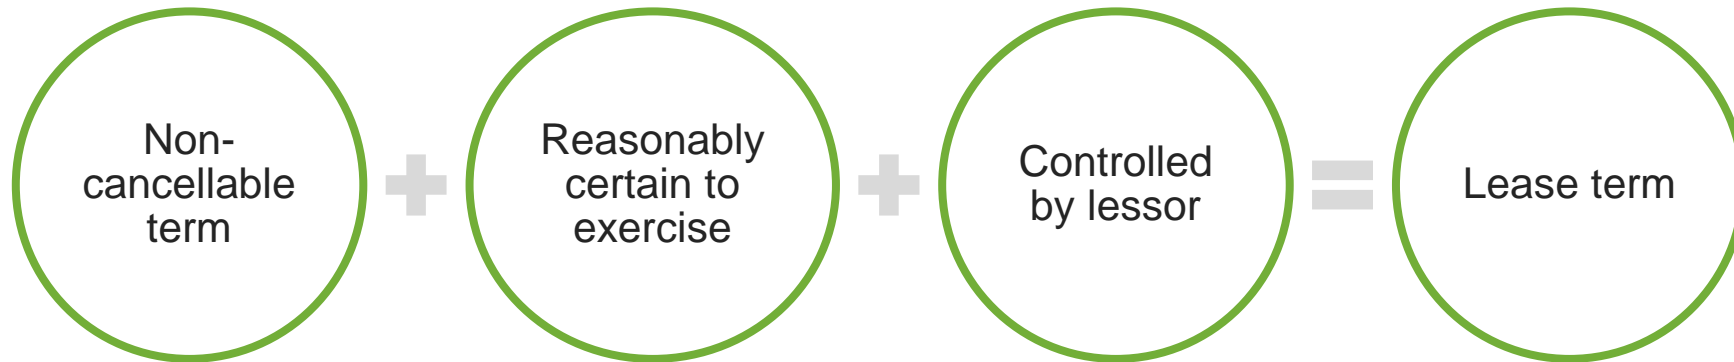 Non-
cancellable
term
Reasonably
certain to
exercise
Controlled
by lessor
Lease term